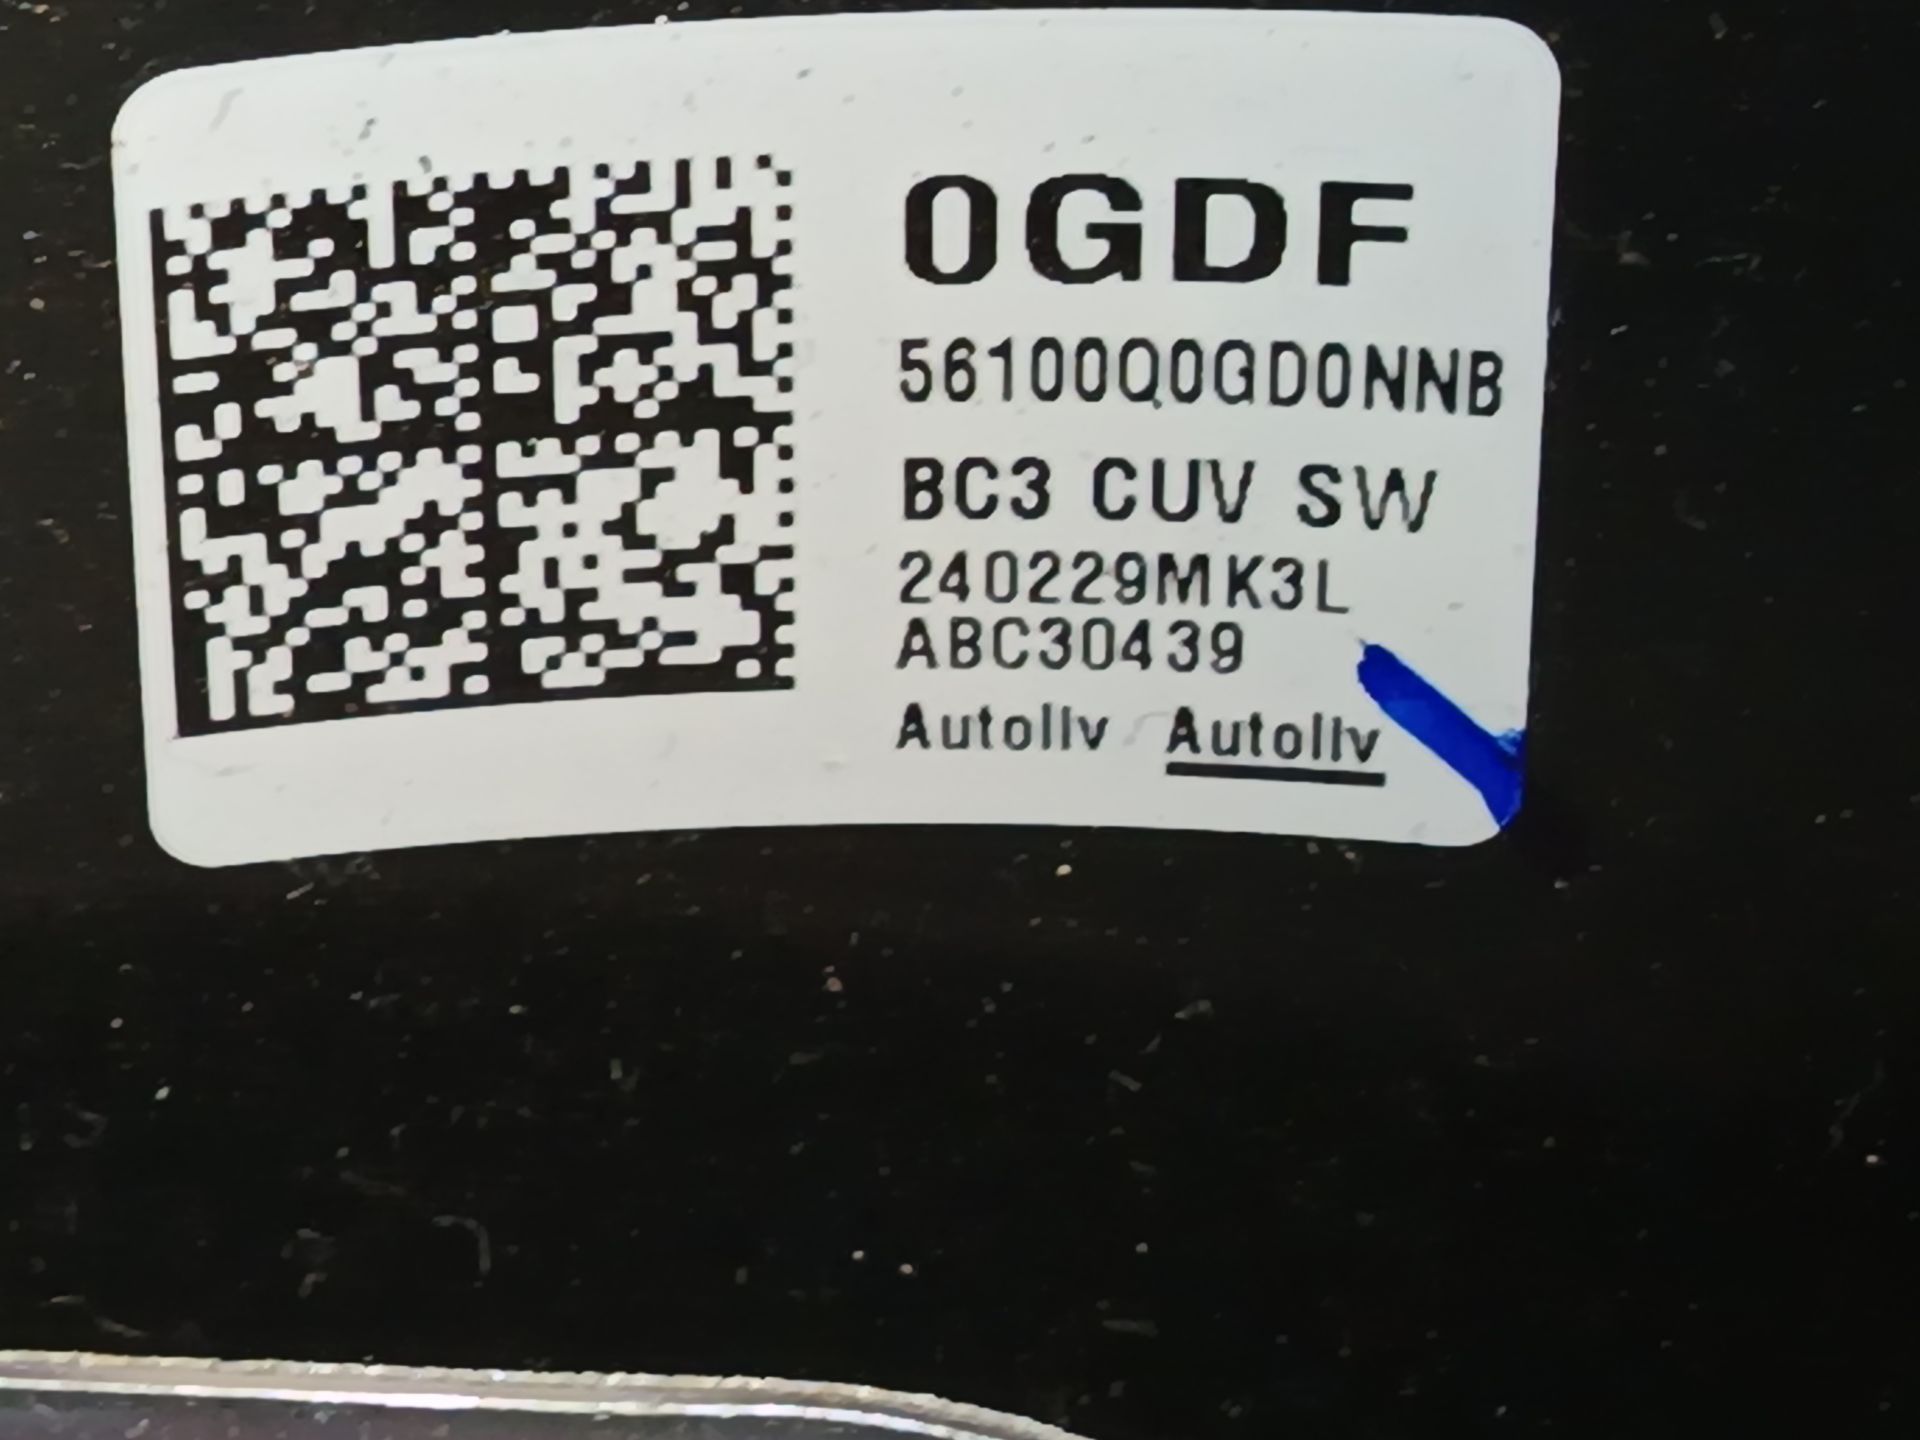 0GDF
56100Q0GD0NNB
BC3 CUV SW
240229MK3L
ABC30439
Autoliv Autoliv